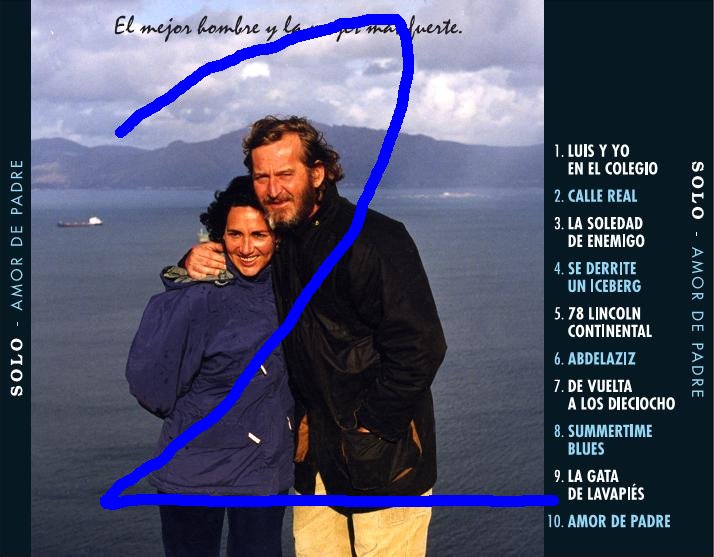 El mejor hombre y la mujer más fuerte.
SOLO - AMOR DE PADRE
1. LUIS Y YO
EN EL COLEGIO
2. CALLE REAL
3. LA SOLEDAD
DE ENEMIGO
4. SE DERRITE
UN ICEBERG
5. 78 LINCOLN
CONTINENTAL
6. ABDELAZIZ
7. DE VUELTA
A LOS DIECIOCHO
8. SUMMERTIME
BLUES
9. LA GATA
DE LAVAPIÉS
10. AMOR DE PADRE
SOLO - AMOR DE PADRE
2